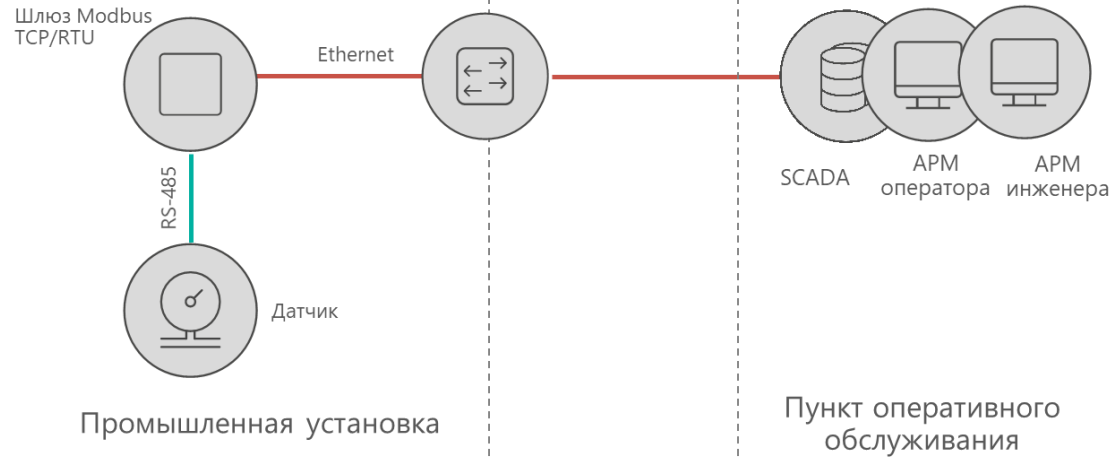 Шлюз Modbus
TCP/RTU
Ethernet
SCADA
АРМ
оператора
АРМ
инженера
RS-485
Датчик
Промышленная установка
Пункт оперативного
обслуживания